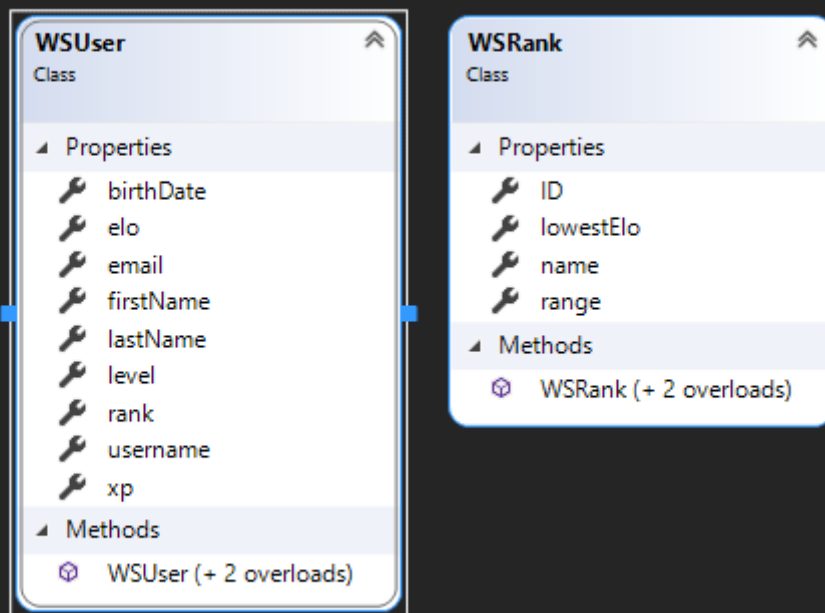 WSUser
Class
Properties
birthDate
elo
email
firstName
lastName
level
rank
username
xp
Methods
WSUser (+ 2 overloads)
WSRank
Class
Properties
ID
lowestElo
name
range
Methods
WSRank (+ 2 overloads)